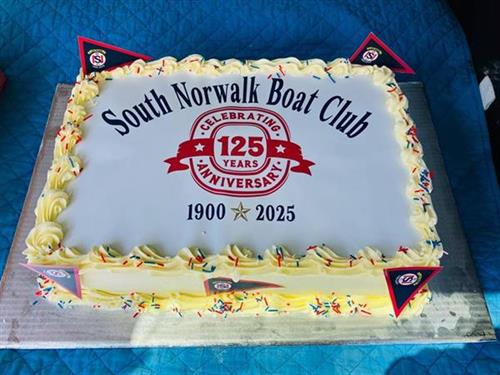 South Norwalk Boat Club
CELEBRATING
125
YEARS
ANNIVERSARY
1900 2025